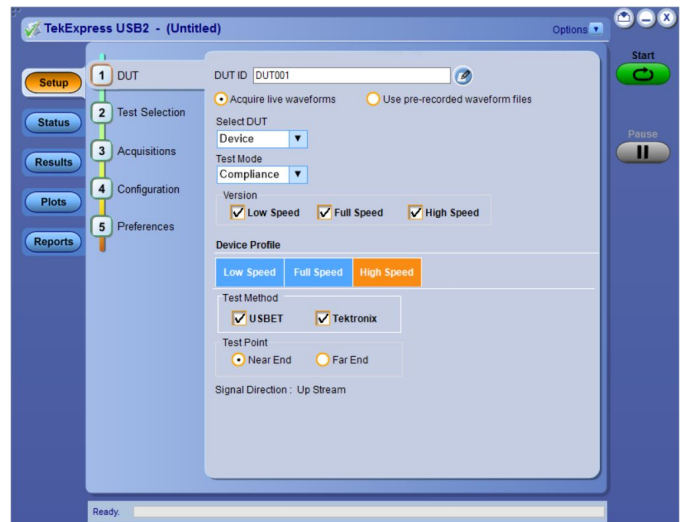 TekExpress USB2 - (Untitled)
Options
Start
Setup
1 DUT
DUT ID DUT001
Acquire live waveforms
Use pre-recorded waveform files
Status
2 Test Selection
Select DUT
Device
Pause
Results
3 Acquisitions
Test Mode
Compliance
Plots
4 Configuration
Version
Low Speed
Full Speed
High Speed
Reports
5 Preferences
Device Profile
Low Speed
Full Speed
High Speed
Test Method
USBET
Tektronix
Test Point
Near End
Far End
Signal Direction : Up Stream
Ready.